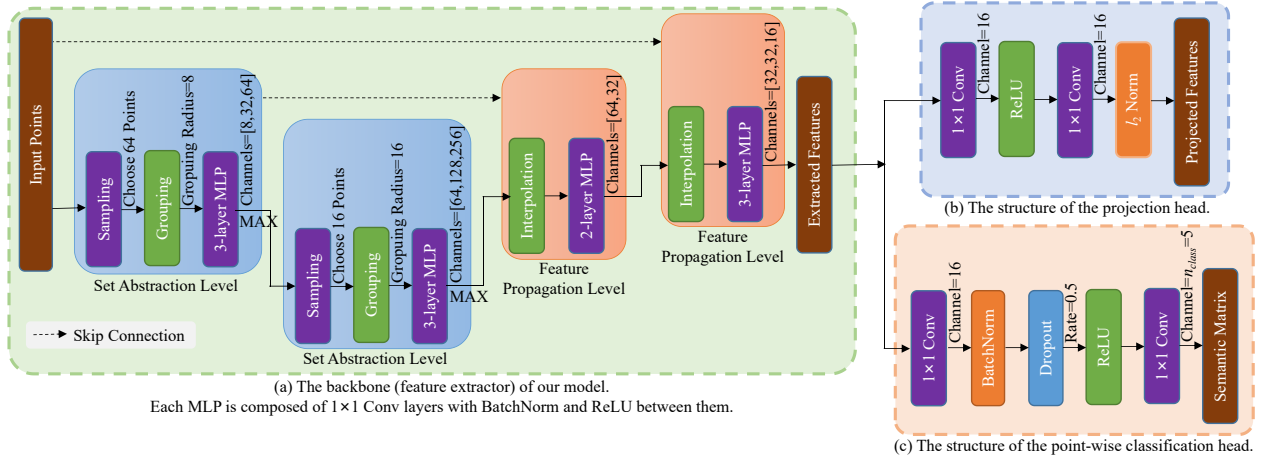 Input Points
Sampling
Choose 64 Points
Grouping
Gropuing Radius=8
3-layer MLP
Channels=[8,32,64]
MAX
Set Abstraction Level
Sampling
Choose 16 Points
Grouping
Gropuing Radius=16
3-layer MLP
Channels=[64,128,256]
MAX
Set Abstraction Level
Interpolation
2-layer MLP
Channels=[64,32]
Feature
Propagation Level
Interpolation
3-layer MLP
Channels=[32,32,16]
Feature
Propagation Level
Extracted Features
Skip Connection
(a) The backbone (feature extractor) of our model.
Each MLP is composed of 1×1 Conv layers with BatchNorm and ReLU between them.
1×1 Conv
Channel=16
ReLU
1×1 Conv
Channel=16
l₂ Norm
Projected Features
(b) The structure of the projection head.
1×1 Conv
Channel=16
BatchNorm
Dropout
Rate=0.5
ReLU
1×1 Conv
Channel=n_class=5
Semantic Matrix
(c) The structure of the point-wise classification head.